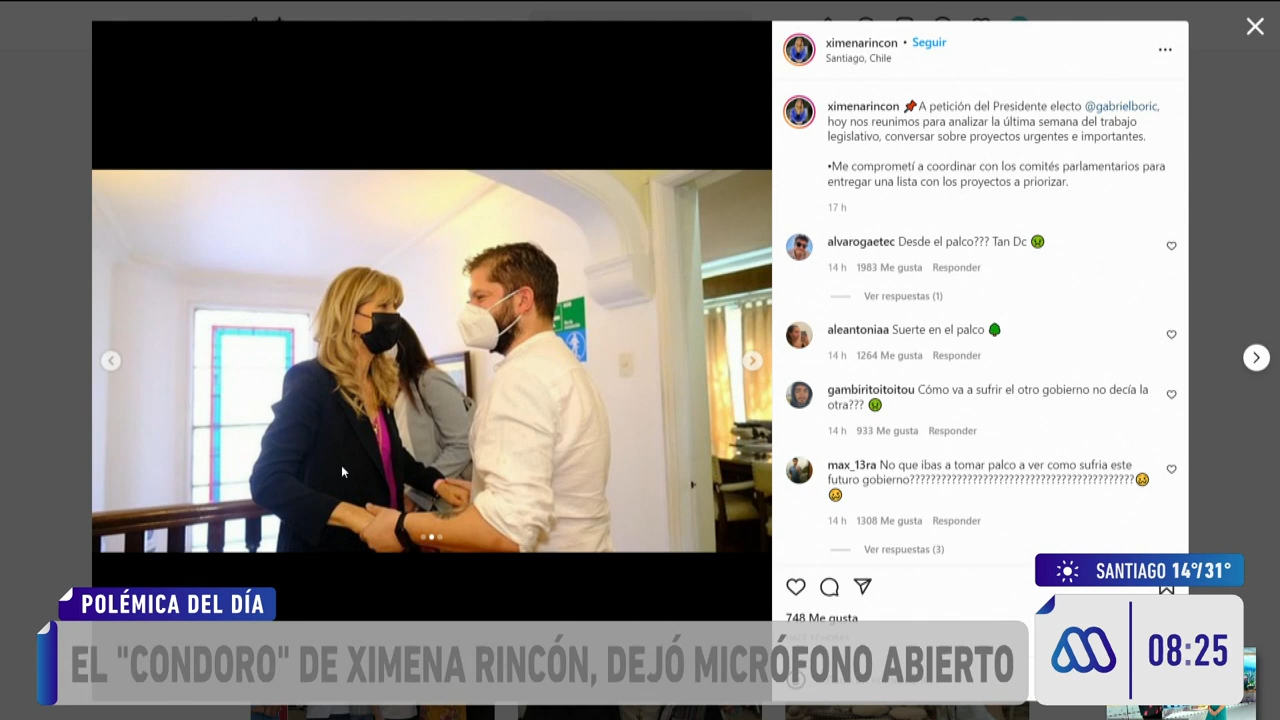 ximenarincon • Seguir
Santiago, Chile
ximenarincon 📌A petición del Presidente electo @gabrielboric,
hoy nos reunimos para analizar la última semana del trabajo
legislativo, conversar sobre proyectos urgentes e importantes.
•Me comprometí a coordinar con los comités parlamentarios para
entregar una lista con los proyectos a priorizar.
17 h
alvarogaetec Desde el palco??? Tan Dc 🤢
14 h 1983 Me gusta Responder
Ver respuestas (1)
aleantoniaa Suerte en el palco 🌳
14 h 1264 Me gusta Responder
gambiritoitoitou Cómo va a sufrir el otro gobierno no decía la
otra??? 🤢
14 h 933 Me gusta Responder
max_13ra No que ibas a tomar palco a ver como sufria este
futuro gobierno???????????????????????????????????????????🥴
🥴
14 h 1308 Me gusta Responder
Ver respuestas (3)
748 Me gusta
SANTIAGO 14°/31°
POLÉMICA DEL DÍA
EL "CONDORO" DE XIMENA RINCÓN, DEJÓ MICRÓFONO ABIERTO
08:25